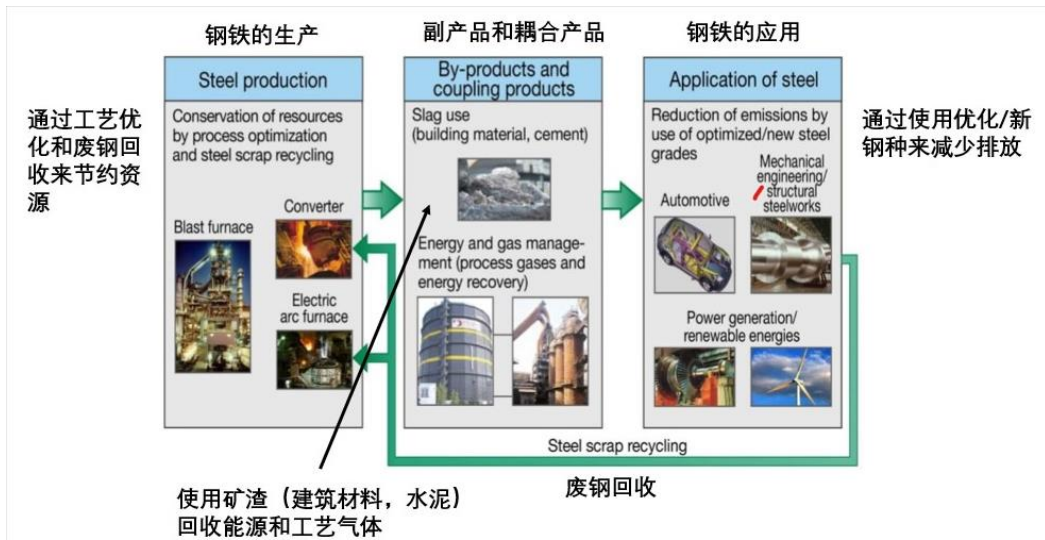 钢铁的生产
副产品和耦合产品
钢铁的应用
通过工艺优
化和废钢回
收来节约资
源
Steel production
Conservation of resources
by process optimization
and steel scrap recycling
Blast furnace
Converter
Electric
arc furnace
By-products and
coupling products
Slag use
(building material, cement)
Energy and gas manage-
ment (process gases and
energy recovery)
Application of steel
Reduction of emissions by
use of optimized/new steel
grades
Automotive
Mechanical
engineering/
structural
steelworks
Power generation/
renewable energies
通过使用优化/新
钢种来减少排放
Steel scrap recycling
废钢回收
使用矿渣（建筑材料，水泥）
回收能源和工艺气体